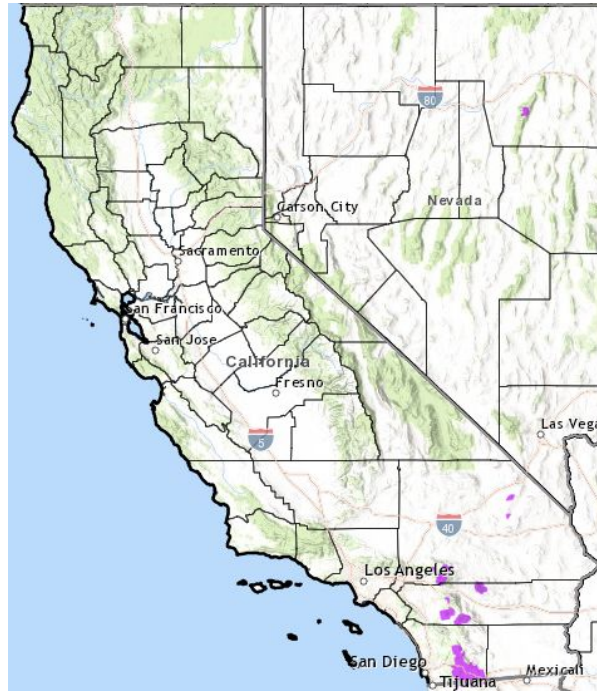 80
Carson City
Nevada
Sacramento
San Francisco
San Jose
California
Fresno
5
Las Vega
40
Los Angeles
San Diego
Tijuana
Mexicali